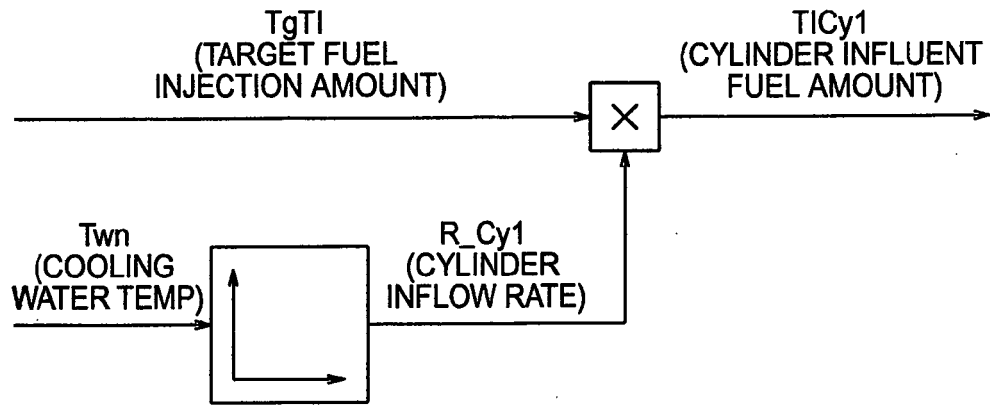 TgTI
(TARGET FUEL
INJECTION AMOUNT)
TICy1
(CYLINDER INFLUENT
FUEL AMOUNT)
×
Twn
(COOLING
WATER TEMP)
R_Cy1
(CYLINDER
INFLOW RATE)